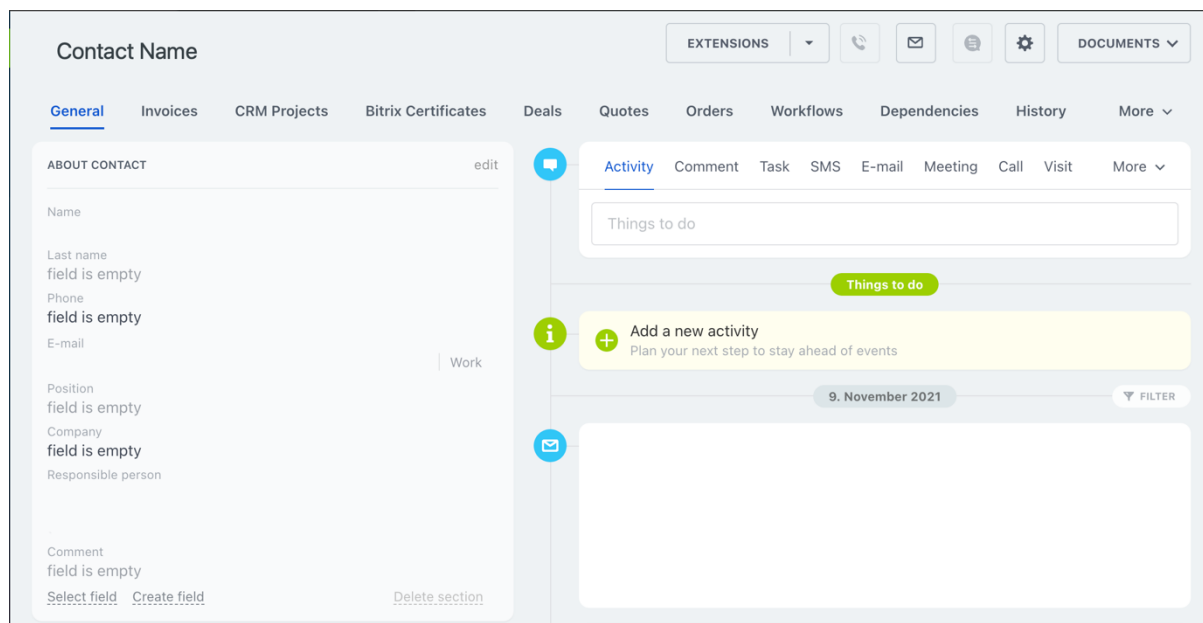 Contact Name
EXTENSIONS
DOCUMENTS
General Invoices CRM Projects Bitrix Certificates Deals Quotes Orders Workflows Dependencies History More
ABOUT CONTACT edit
Name
Last name
field is empty
Phone
field is empty
E-mail
Work
Position
field is empty
Company
field is empty
Responsible person
Comment
field is empty
Select field Create field Delete section
Activity Comment Task SMS E-mail Meeting Call Visit More
Things to do
Things to do
Add a new activity
Plan your next step to stay ahead of events
9. November 2021
FILTER